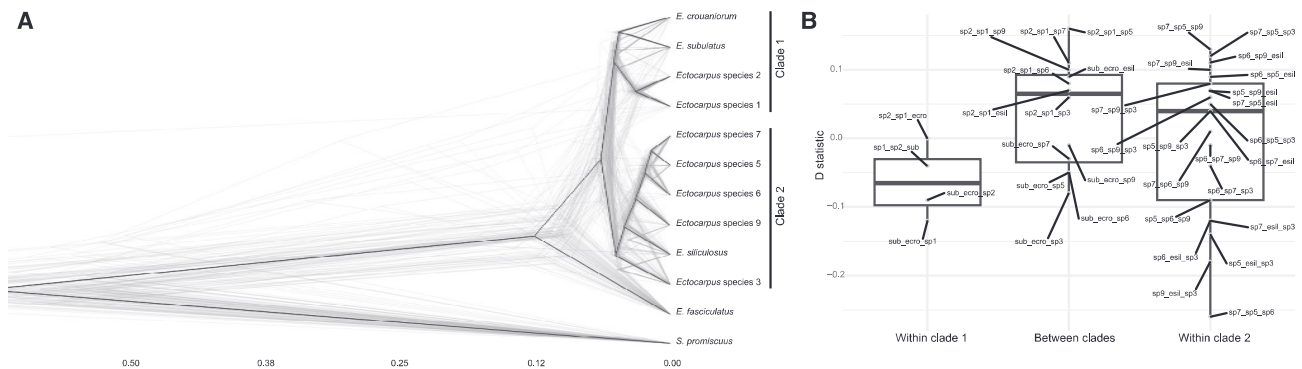 A
E. crouaniorum
E. subulatus
Ectocarpus species 2
Ectocarpus species 1
Clade 1
Ectocarpus species 7
Ectocarpus species 5
Ectocarpus species 6
Ectocarpus species 9
E. siliculosus
Ectocarpus species 3
Clade 2
E. fasciculatus
S. promiscuus
0.50 0.38 0.25 0.12 0.00
B
D statistic
0.1
0.0
−0.1
−0.2
sp2_sp1_ecro
sp1_sp2_sub
sub_ecro_sp2
sub_ecro_sp1
sp2_sp1_sp9
sp2_sp1_sp7
sp2_sp1_sp5
sp2_sp1_sp6
sub_ecro_esil
sp2_sp1_esil
sp2_sp1_sp3
sub_ecro_sp7
sub_ecro_sp5
sub_ecro_sp9
sub_ecro_sp6
sub_ecro_sp3
sp7_sp5_sp9
sp7_sp5_sp3
sp6_sp9_esil
sp7_sp9_esil
sp6_sp5_esil
sp5_sp9_esil
sp7_sp5_esil
sp7_sp9_sp3
sp6_sp9_sp3
sp5_sp9_sp3
sp6_sp5_sp3
sp6_sp7_sp9
sp6_sp7_esil
sp7_sp6_sp9
sp6_sp7_sp3
sp5_sp6_sp9
sp7_esil_sp3
sp6_esil_sp3
sp5_esil_sp3
sp9_esil_sp3
sp7_sp5_sp6
Within clade 1
Between clades
Within clade 2